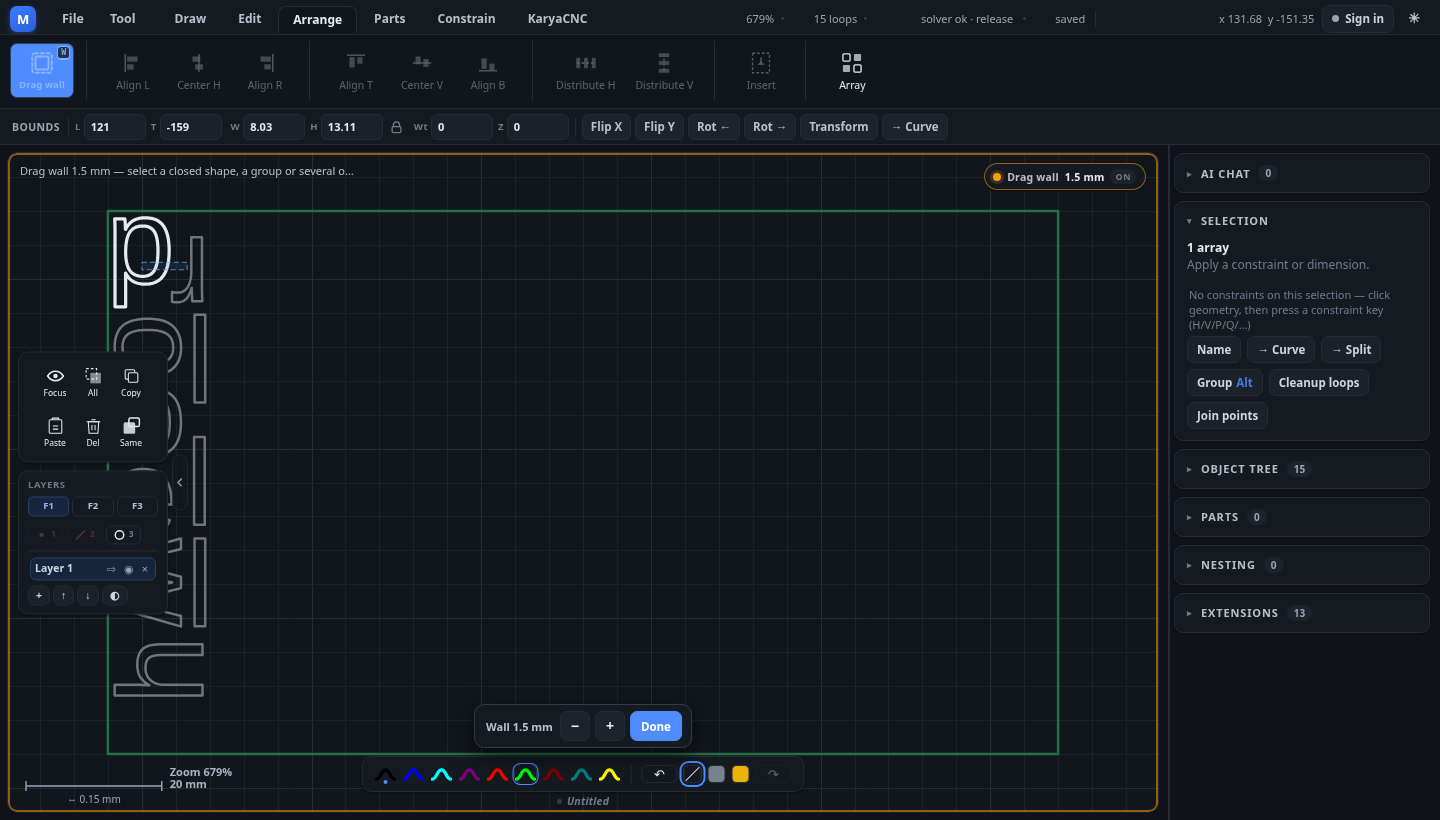 M File Tool Draw Edit Arrange Parts Constrain KaryaCNC 679% 15 loops solver ok · release saved x 131.68 y -151.35 Sign in
Drag wall W Align L Center H Align R Align T Center V Align B Distribute H Distribute V Insert Array
BOUNDS L 121 T -159 W 8.03 H 13.11 Wt 0 Z 0 Flip X Flip Y Rot ← Rot → Transform → Curve
Drag wall 1.5 mm — select a closed shape, a group or several o…
Drag wall 1.5 mm ON
p
Focus All Copy
Paste Del Same
LAYERS
F1 F2 F3
1 2 3
Layer 1
Wall 1.5 mm − + Done
Zoom 679%
20 mm
↔ 0.15 mm
Untitled
AI CHAT 0
SELECTION
1 array
Apply a constraint or dimension.
No constraints on this selection — click
geometry, then press a constraint key
(H/V/P/Q/…)
Name → Curve → Split
Group Alt Cleanup loops
Join points
OBJECT TREE 15
PARTS 0
NESTING 0
EXTENSIONS 13